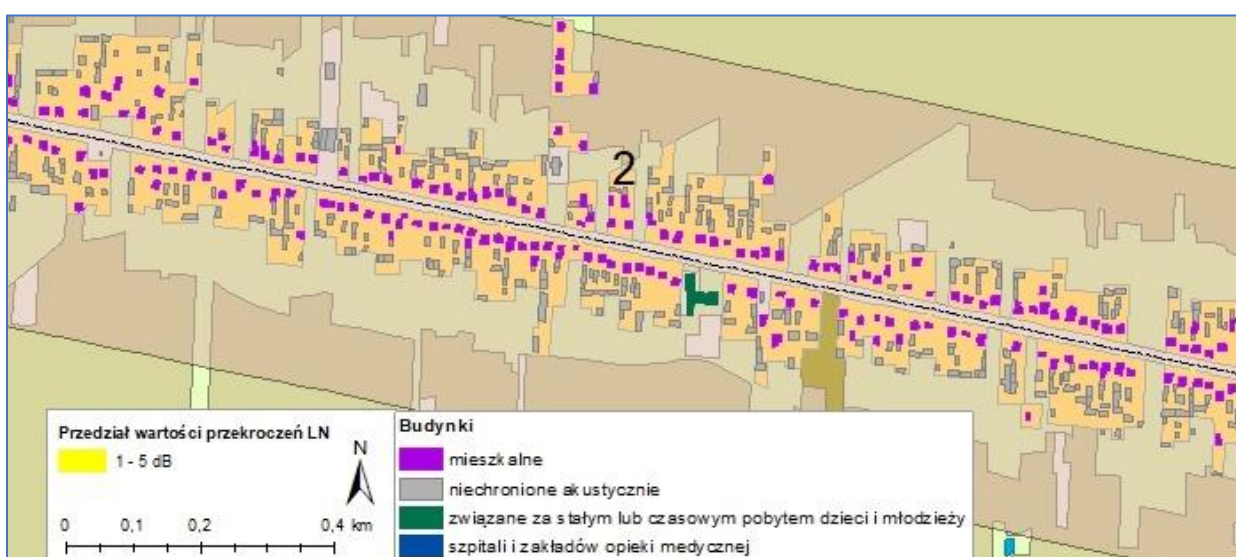 2
Przedział wartości przekroczeń LN
1 - 5 dB
N
0 0,1 0,2 0,4 km
Budynki
mieszkalne
niechronione akustycznie
związane za stałym lub czasowym pobytem dzieci i młodzieży
szpitali i zakładów opieki medycznej